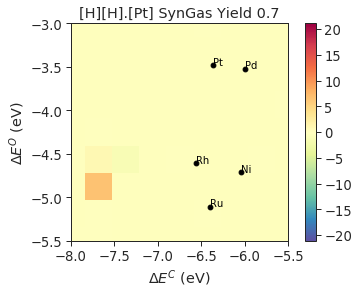 [H][H].[Pt] SynGas Yield 0.7
−3.0
−3.5
−4.0
−4.5
−5.0
−5.5
ΔE^O (eV)
Pt
Pd
Rh
Ni
Ru
−8.0 −7.5 −7.0 −6.5 −6.0 −5.5
ΔE^C (eV)
20
15
10
5
0
−5
−10
−15
−20